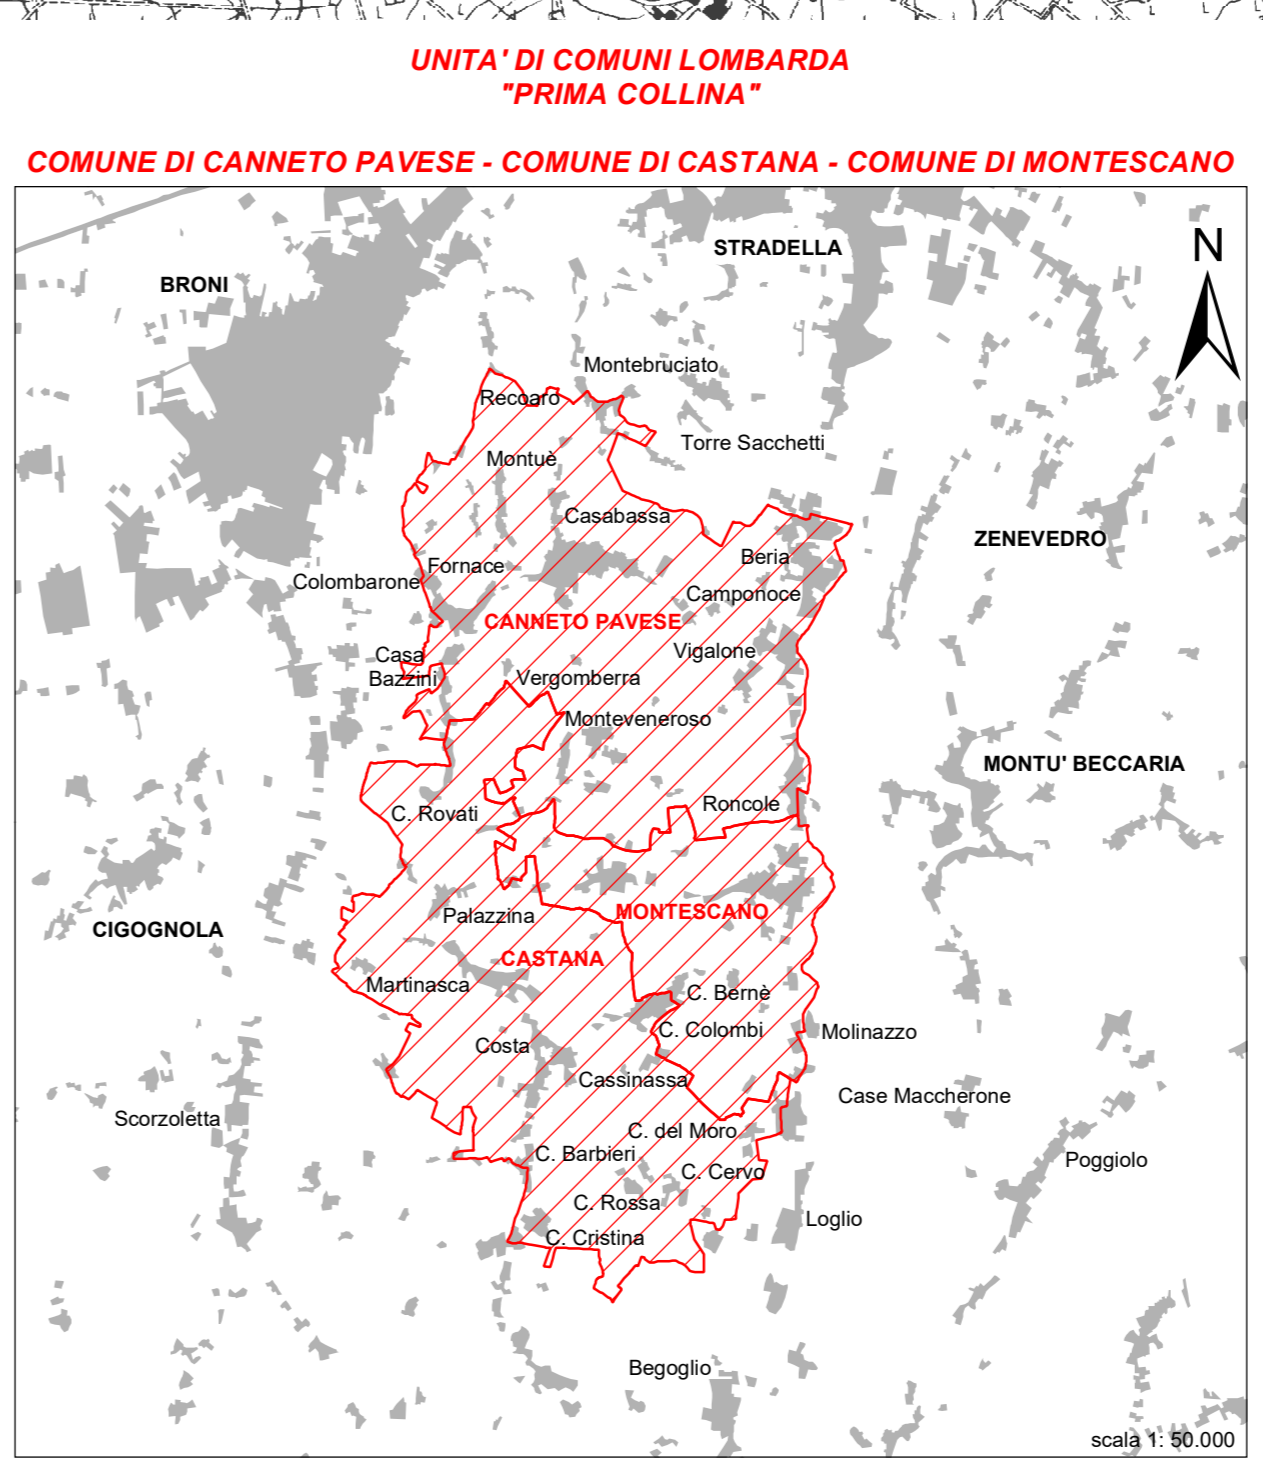 UNITA' DI COMUNI LOMBARDA
"PRIMA COLLINA"
COMUNE DI CANNETO PAVESE - COMUNE DI CASTANA - COMUNE DI MONTESCANO
N
STRADELLA
BRONI
Montebruciato
Recoaro
Torre Sacchetti
Montuè
Casabassa
ZENEVEDRO
Beria
Fornace
Colombarone
Camponoce
CANNETO PAVESE
Vigalone
Casa
Bazzini
Vergomberra
Monteveneroso
MONTU' BECCARIA
Roncole
C. Rovati
MONTESCANO
Palazzina
CIGOGNOLA
CASTANA
Martinasca
C. Bernè
C. Colombi
Molinazzo
Costa
Cassinassa
Case Maccherone
Scorzoletta
C. del Moro
C. Barbieri
Poggiolo
C. Cervo
C. Rossa
Loglio
C. Cristina
Begoglio
scala 1: 50.000